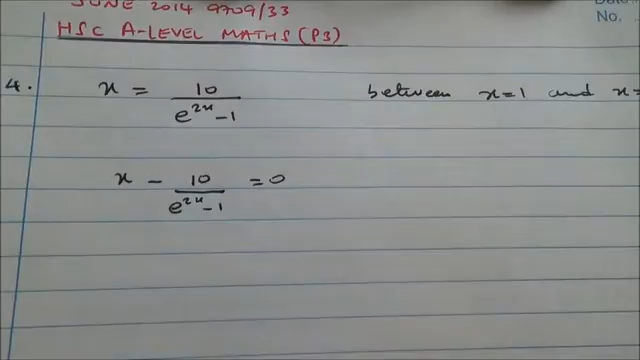 JUNE 2014 9709/33
No.
HSC A-LEVEL MATHS (P3)
4. x = 10 / (e^{2x} - 1) between x=1 and x=
x - 10 / (e^{2x} - 1) = 0